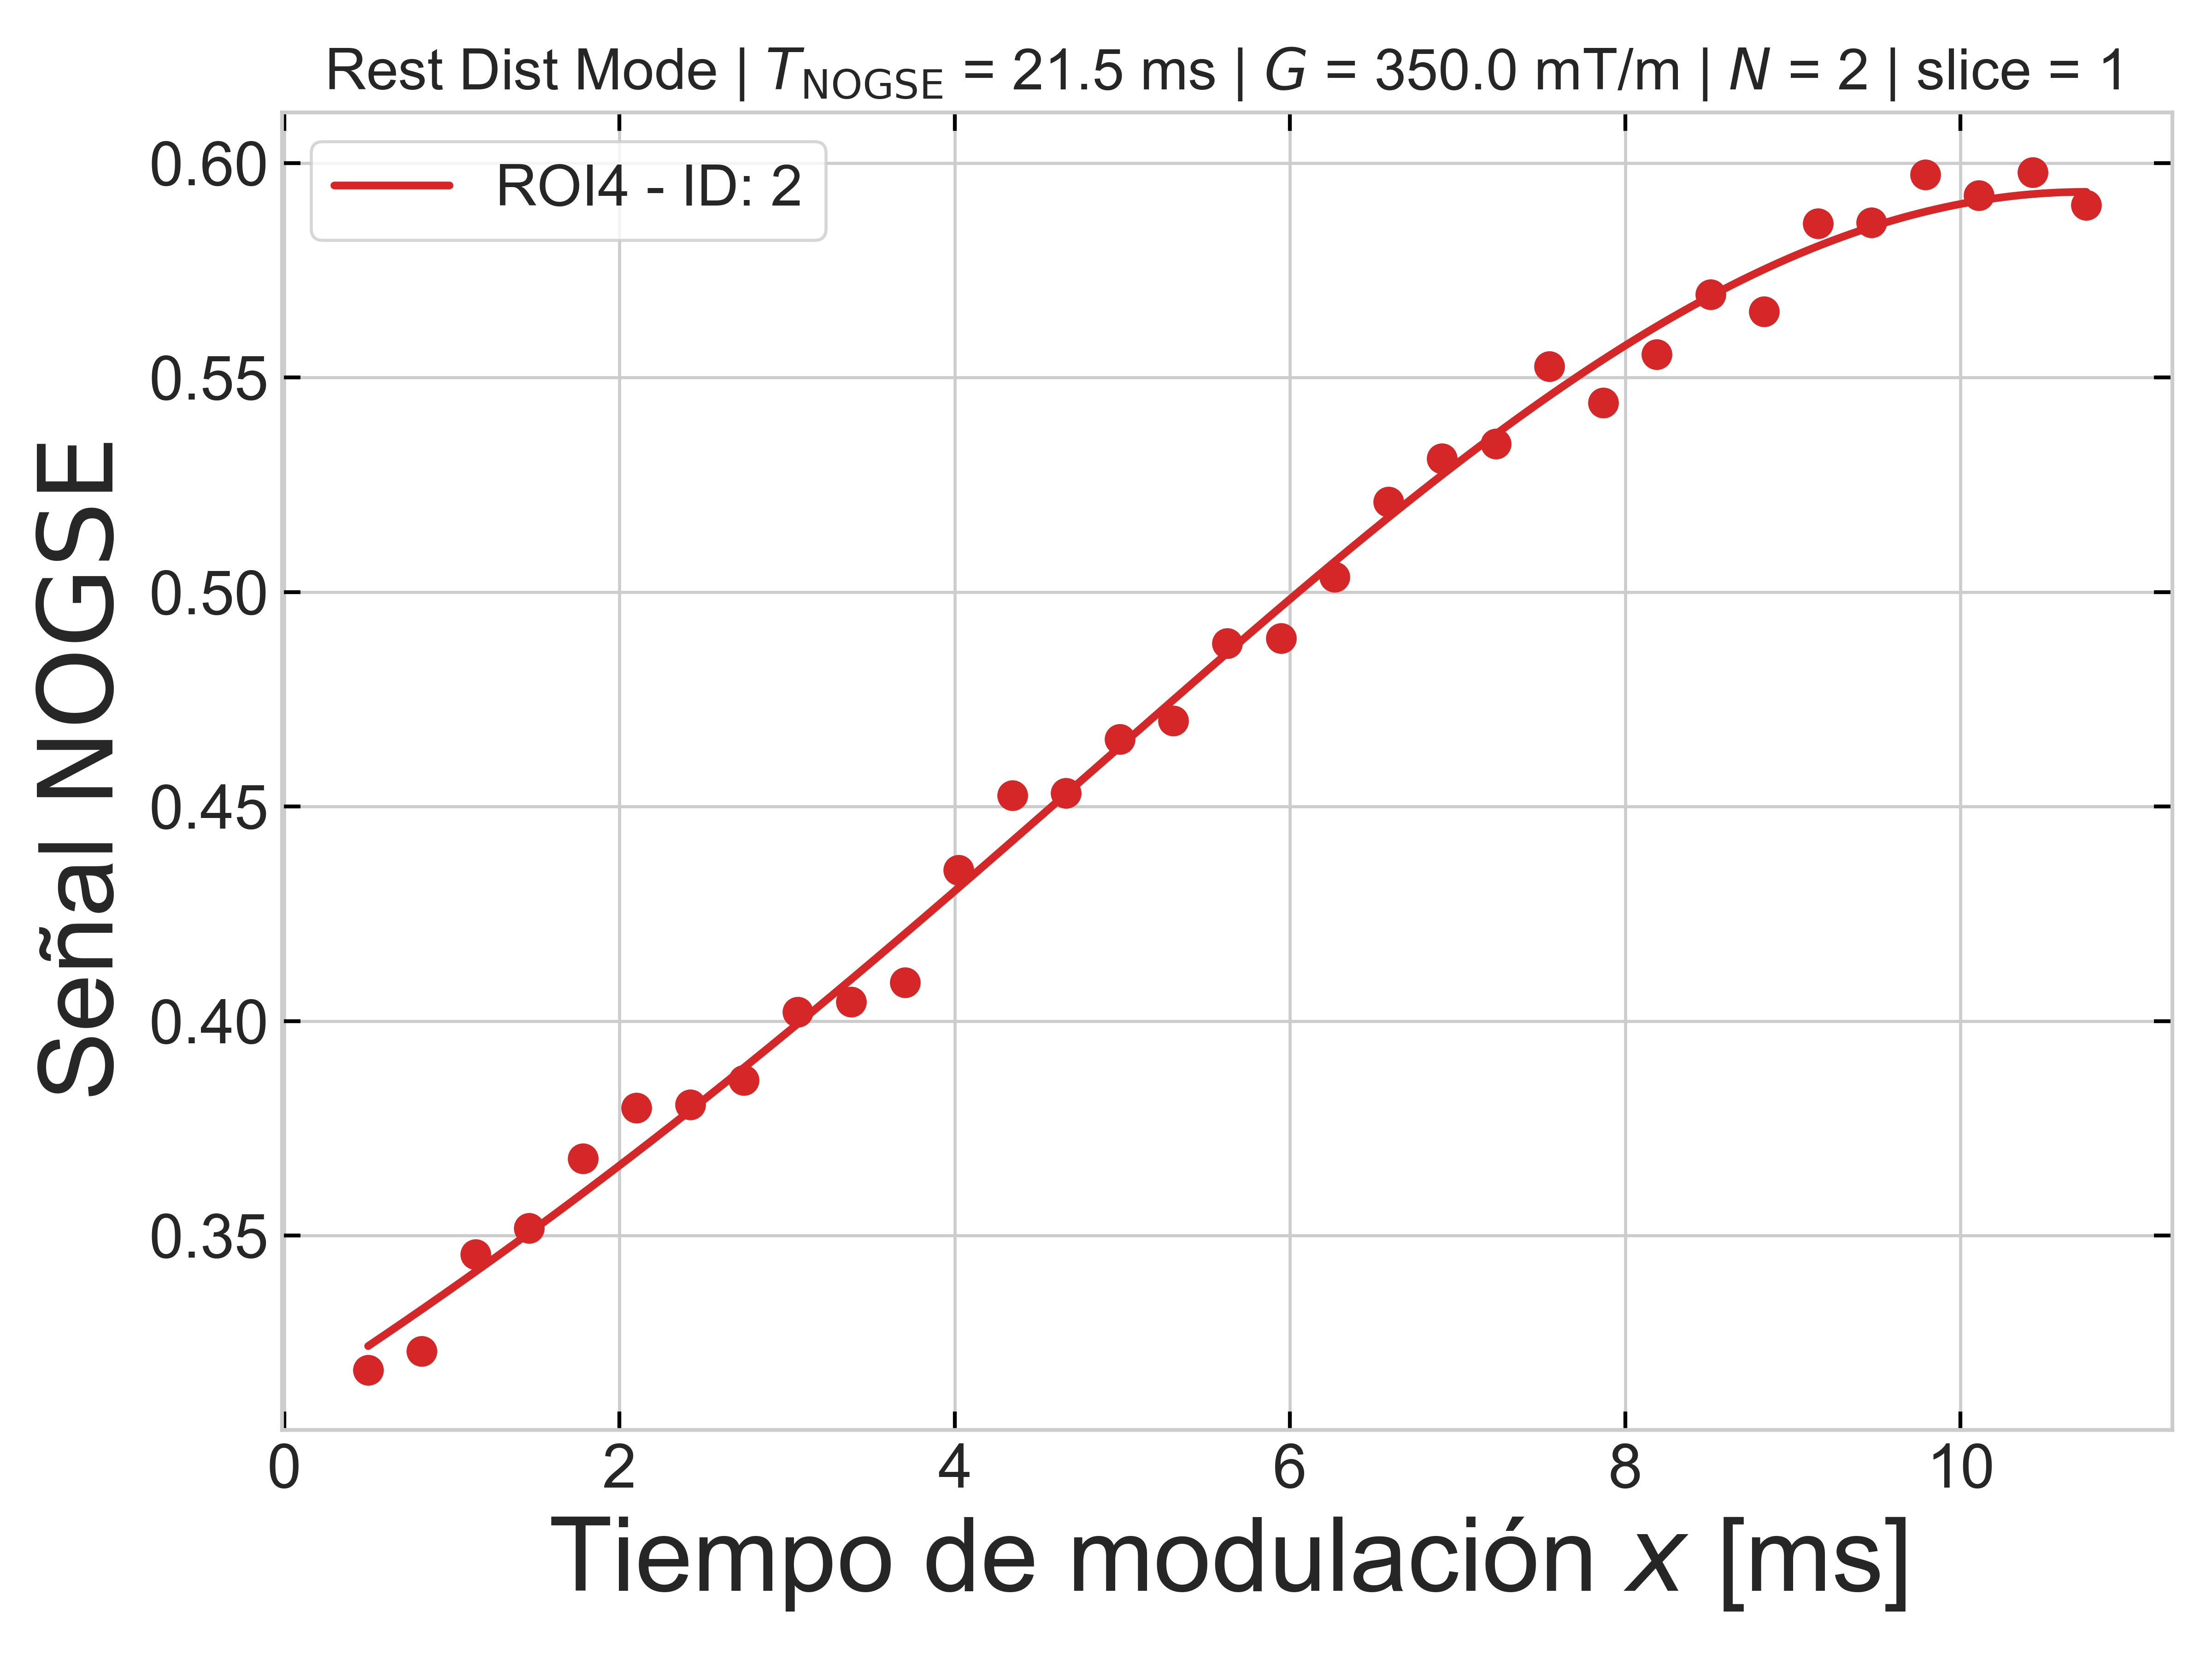 Rest Dist Mode | T_NOGSE = 21.5 ms | G = 350.0 mT/m | N = 2 | slice = 1
ROI4 - ID: 2
Señal NOGSE
0.60
0.55
0.50
0.45
0.40
0.35
0 2 4 6 8 10
Tiempo de modulación x [ms]